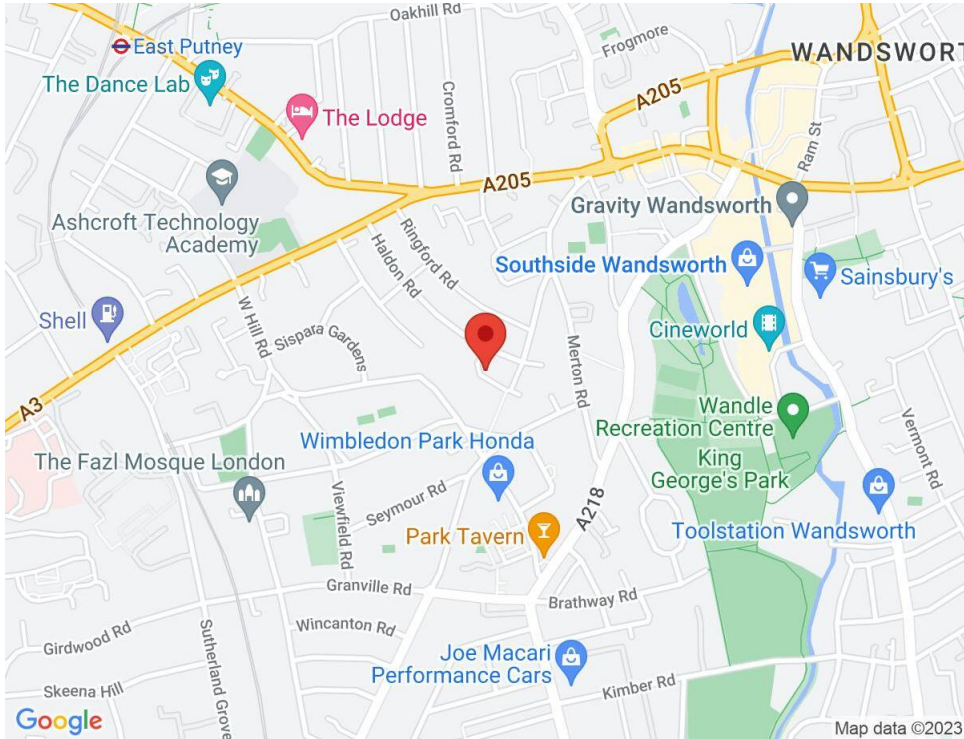 Oakhill Rd
East Putney
Frogmore
WANDSWORT
The Dance Lab
A205
The Lodge
Cromford Rd
Ram St
A205
Ashcroft Technology
Academy
Gravity Wandsworth
Ringford Rd
Haldon Rd
Southside Wandsworth
Sainsbury's
Shell
W Hill Rd
Sispara Gardens
Cineworld
Merton Rd
A3
Wandle
Recreation Centre
Vermont Rd
Wimbledon Park Honda
King
George's Park
The Fazl Mosque London
Viewfield Rd
Seymour Rd
A218
Park Tavern
Toolstation Wandsworth
Granville Rd
Brathway Rd
Girdwood Rd
Wincanton Rd
Sutherland Grove
Joe Macari
Performance Cars
Skeena Hill
Kimber Rd
Google
Map data ©2023